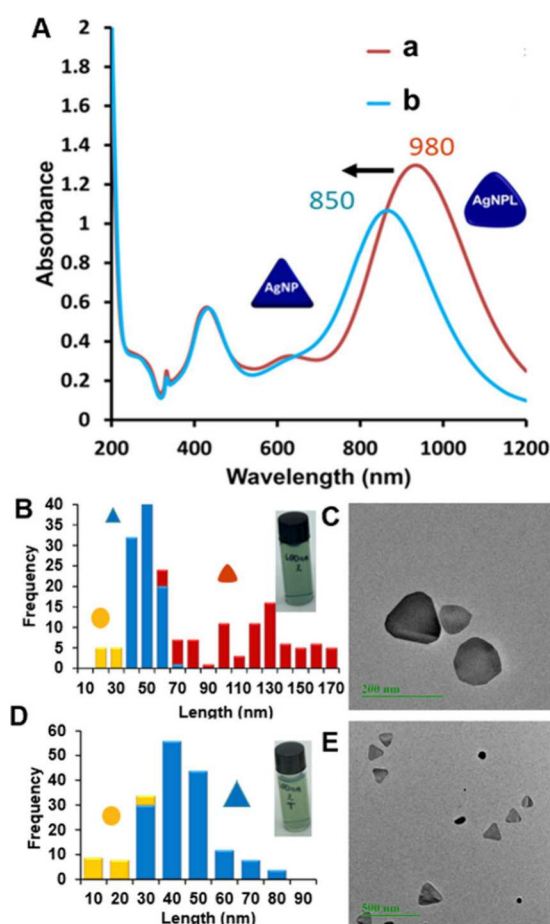 A
a
b
980
850
AgNPL
AgNP
Absorbance
2
1.8
1.6
1.4
1.2
1
0.8
0.6
0.4
0.2
0
200 400 600 800 1000 1200
Wavelength (nm)
B
Frequency
40
35
30
25
20
15
10
5
0
10 30 50 70 90 110 130 150 170
Length (nm)
C
200 nm
D
Frequency
60
50
40
30
20
10
0
10 20 30 40 50 60 70 80 90
Length (nm)
E
500 nm